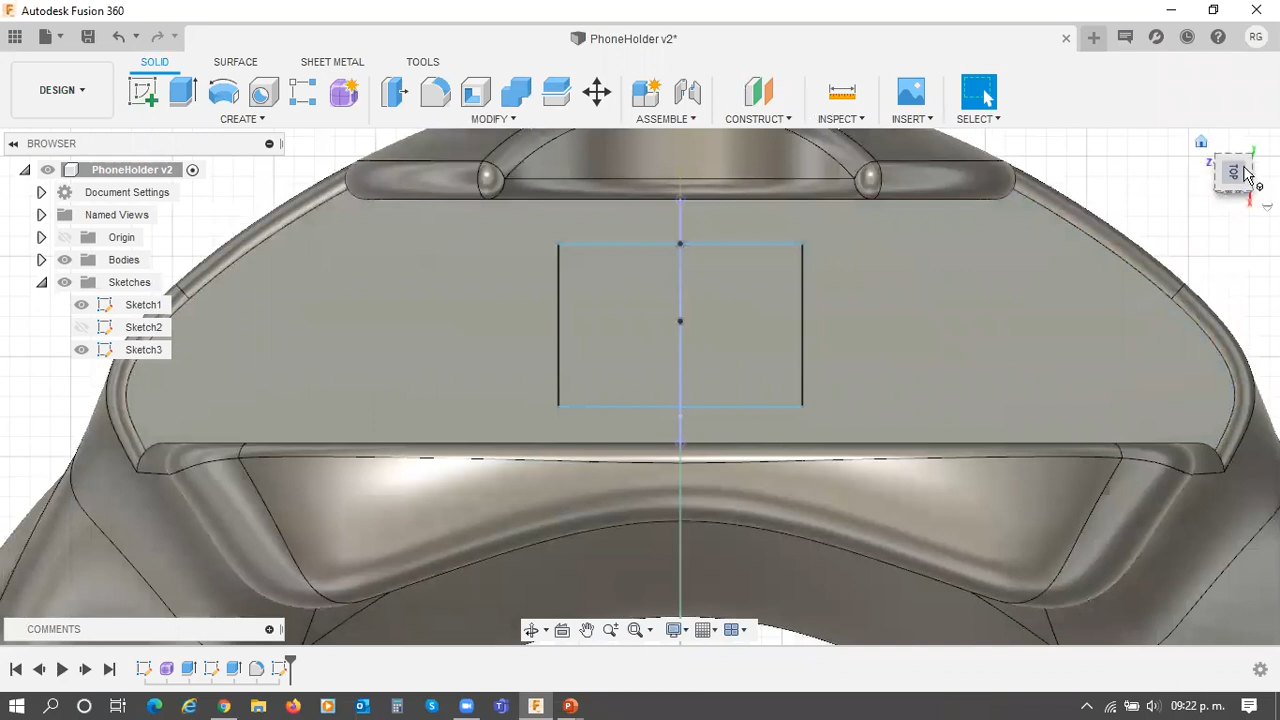 Autodesk Fusion 360
PhoneHolder v2*
RG
SOLID SURFACE SHEET METAL TOOLS
DESIGN ▾
CREATE ▾ MODIFY ▾ ASSEMBLE ▾ CONSTRUCT ▾ INSPECT ▾ INSERT ▾ SELECT ▾
BROWSER
PhoneHolder v2
Document Settings
Named Views
Origin
Bodies
Sketches
Sketch1
Sketch2
Sketch3
Z Y X
TOP
COMMENTS
09:22 p. m.